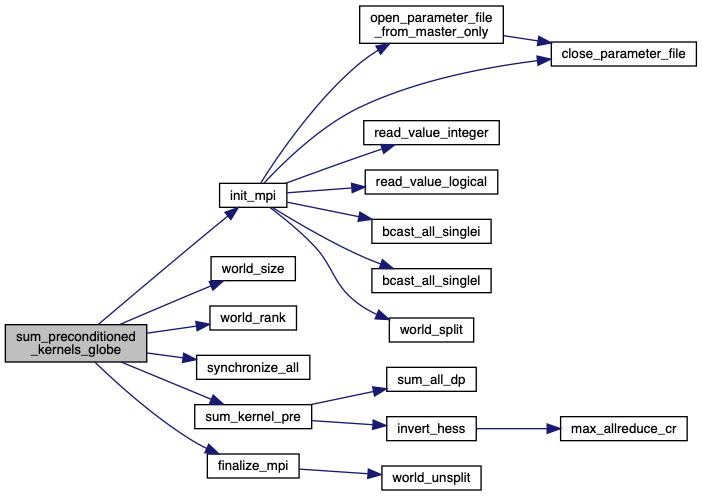 open_parameter_file
_from_master_only
close_parameter_file
read_value_integer
read_value_logical
init_mpi
bcast_all_singlei
world_size
bcast_all_singlel
world_rank
world_split
sum_preconditioned
_kernels_globe
synchronize_all
sum_all_dp
sum_kernel_pre
invert_hess
max_allreduce_cr
finalize_mpi
world_unsplit